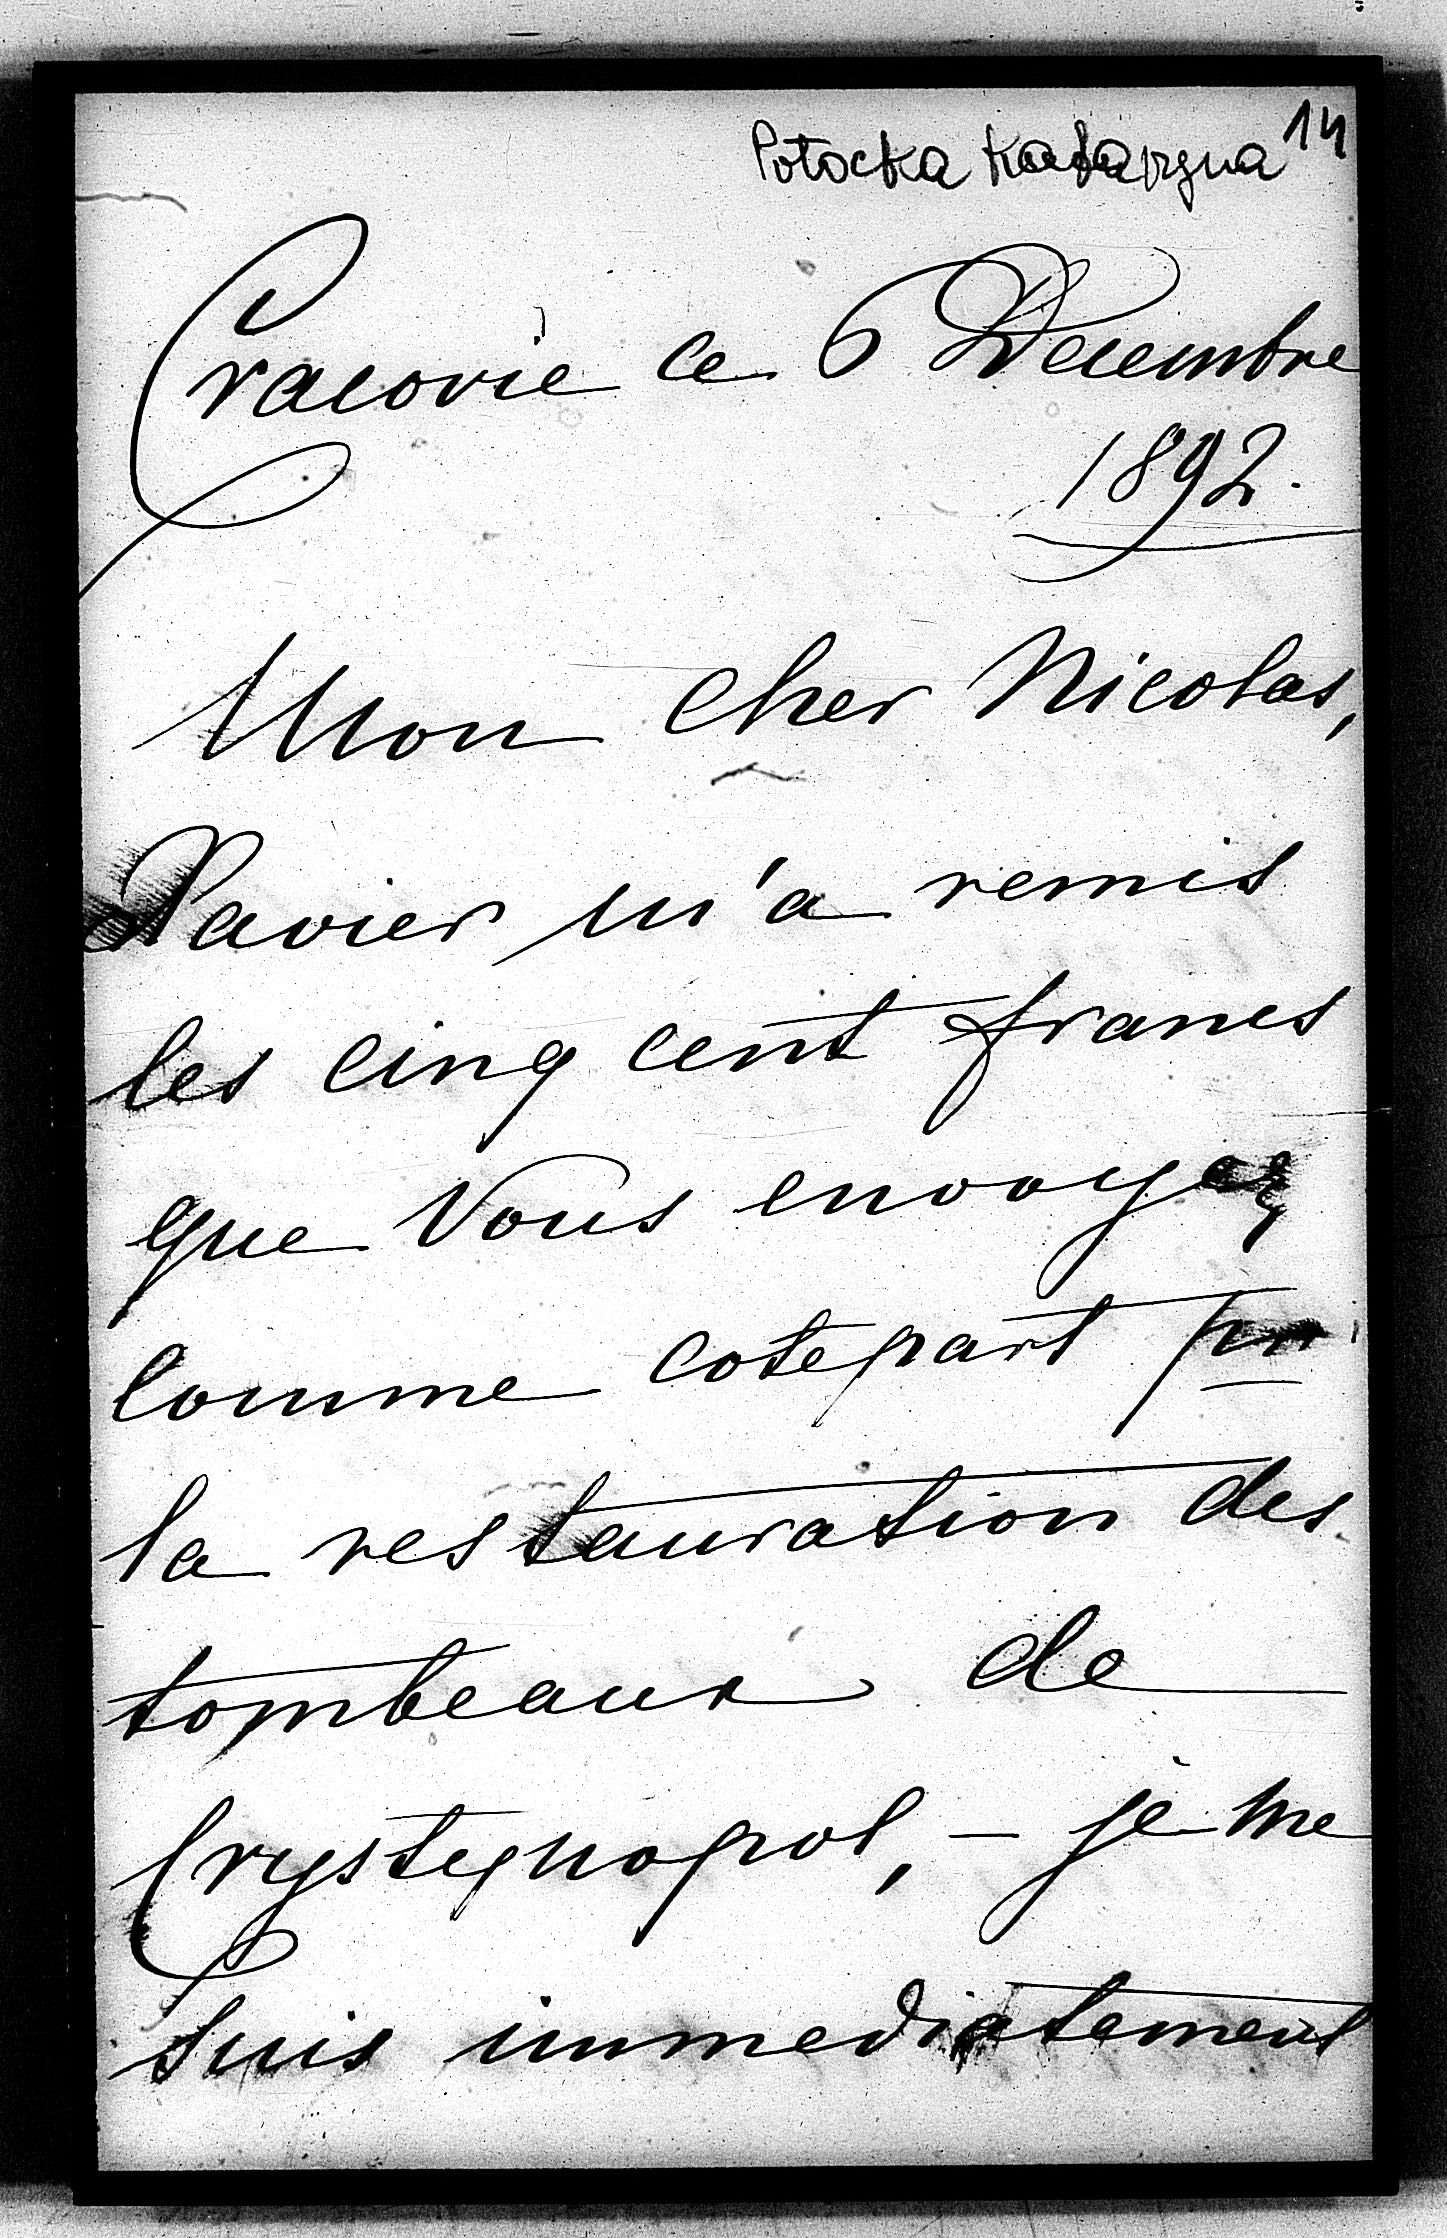 Potocka Katarzyna 14
Cracovie ce 6 Decembre
1892.
Mon cher Nicolas,
Xavier m'a remis
les cinq cent francs
que Vous envoyez
comme cotepart pr
la restauration des
tombeaux de
Crystynopol, – je me
suis immediatement